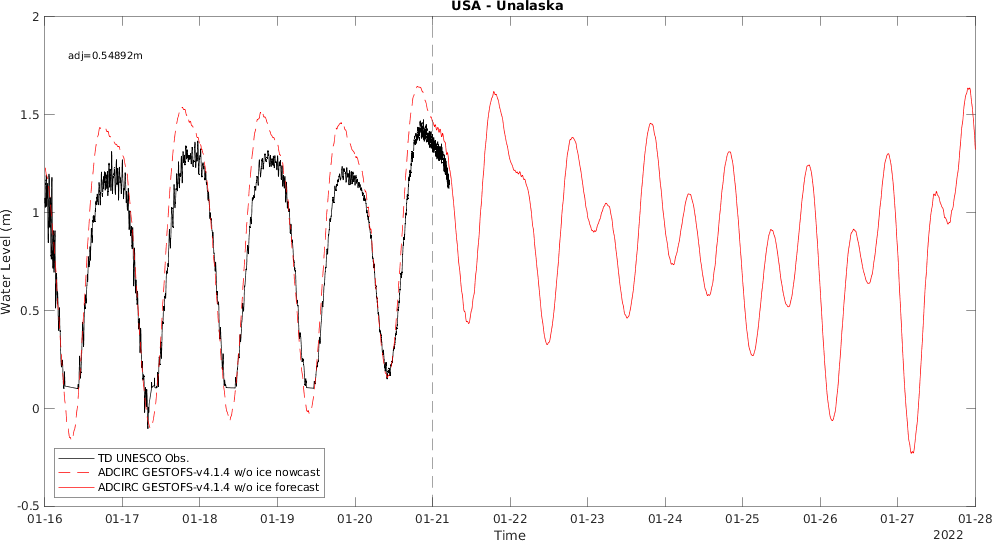 USA - Unalaska
adj=0.54892m
Water Level (m)
2
1.5
1
0.5
0
-0.5
TD UNESCO Obs.
ADCIRC GESTOFS-v4.1.4 w/o ice nowcast
ADCIRC GESTOFS-v4.1.4 w/o ice forecast
01-16 01-17 01-18 01-19 01-20 01-21 01-22 01-23 01-24 01-25 01-26 01-27 01-28
Time
2022